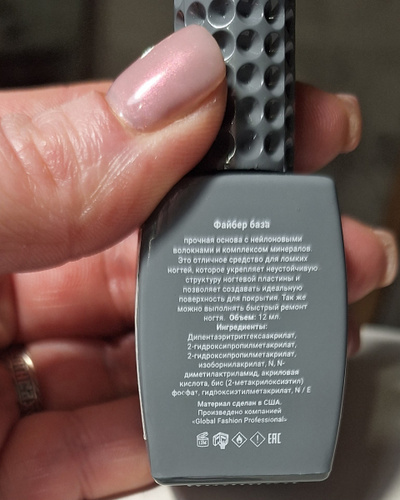 Файбер база
прочная основа с нейлоновыми
волокнами и комплексом минералов.
Это отличное средство для ломких
ногтей, которое укрепляет неустойчивую
структуру ногтевой пластины и
позволяет создавать идеальную
поверхность для покрытия. Так же
можно выполнять быстрый ремонт
ногтя. Объем: 12 мл.
Ингредиенты:
Дипентаэритритгексаакрилат,
2-гидроксипропилметакрилат,
2-гидроксипропилметакрилат,
изоборнилакрилат, N, N-
диметилактриламид, акриловая
кислота, бис (2-метакрилоксиэтил)
фосфат, гидроксиэтилметакрилат, N / E
Материал сделан в США.
Произведено компанией
«Global Fashion Professional»
EAC